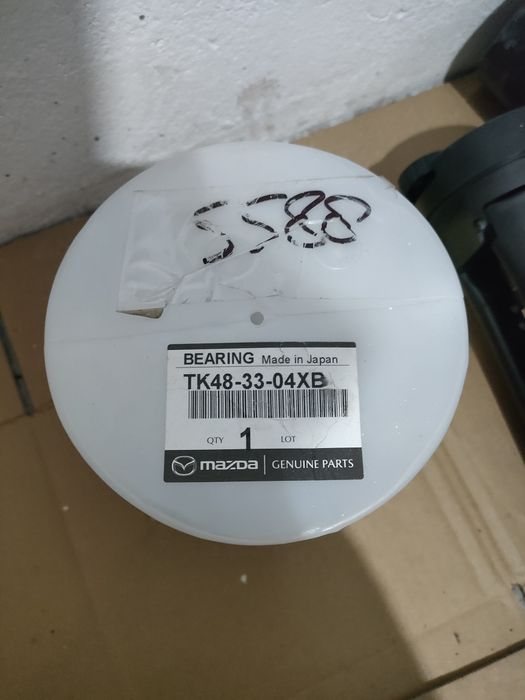 5588
BEARING Made in Japan
TK48-33-04XB
QTY 1 LOT
mazda | GENUINE PARTS